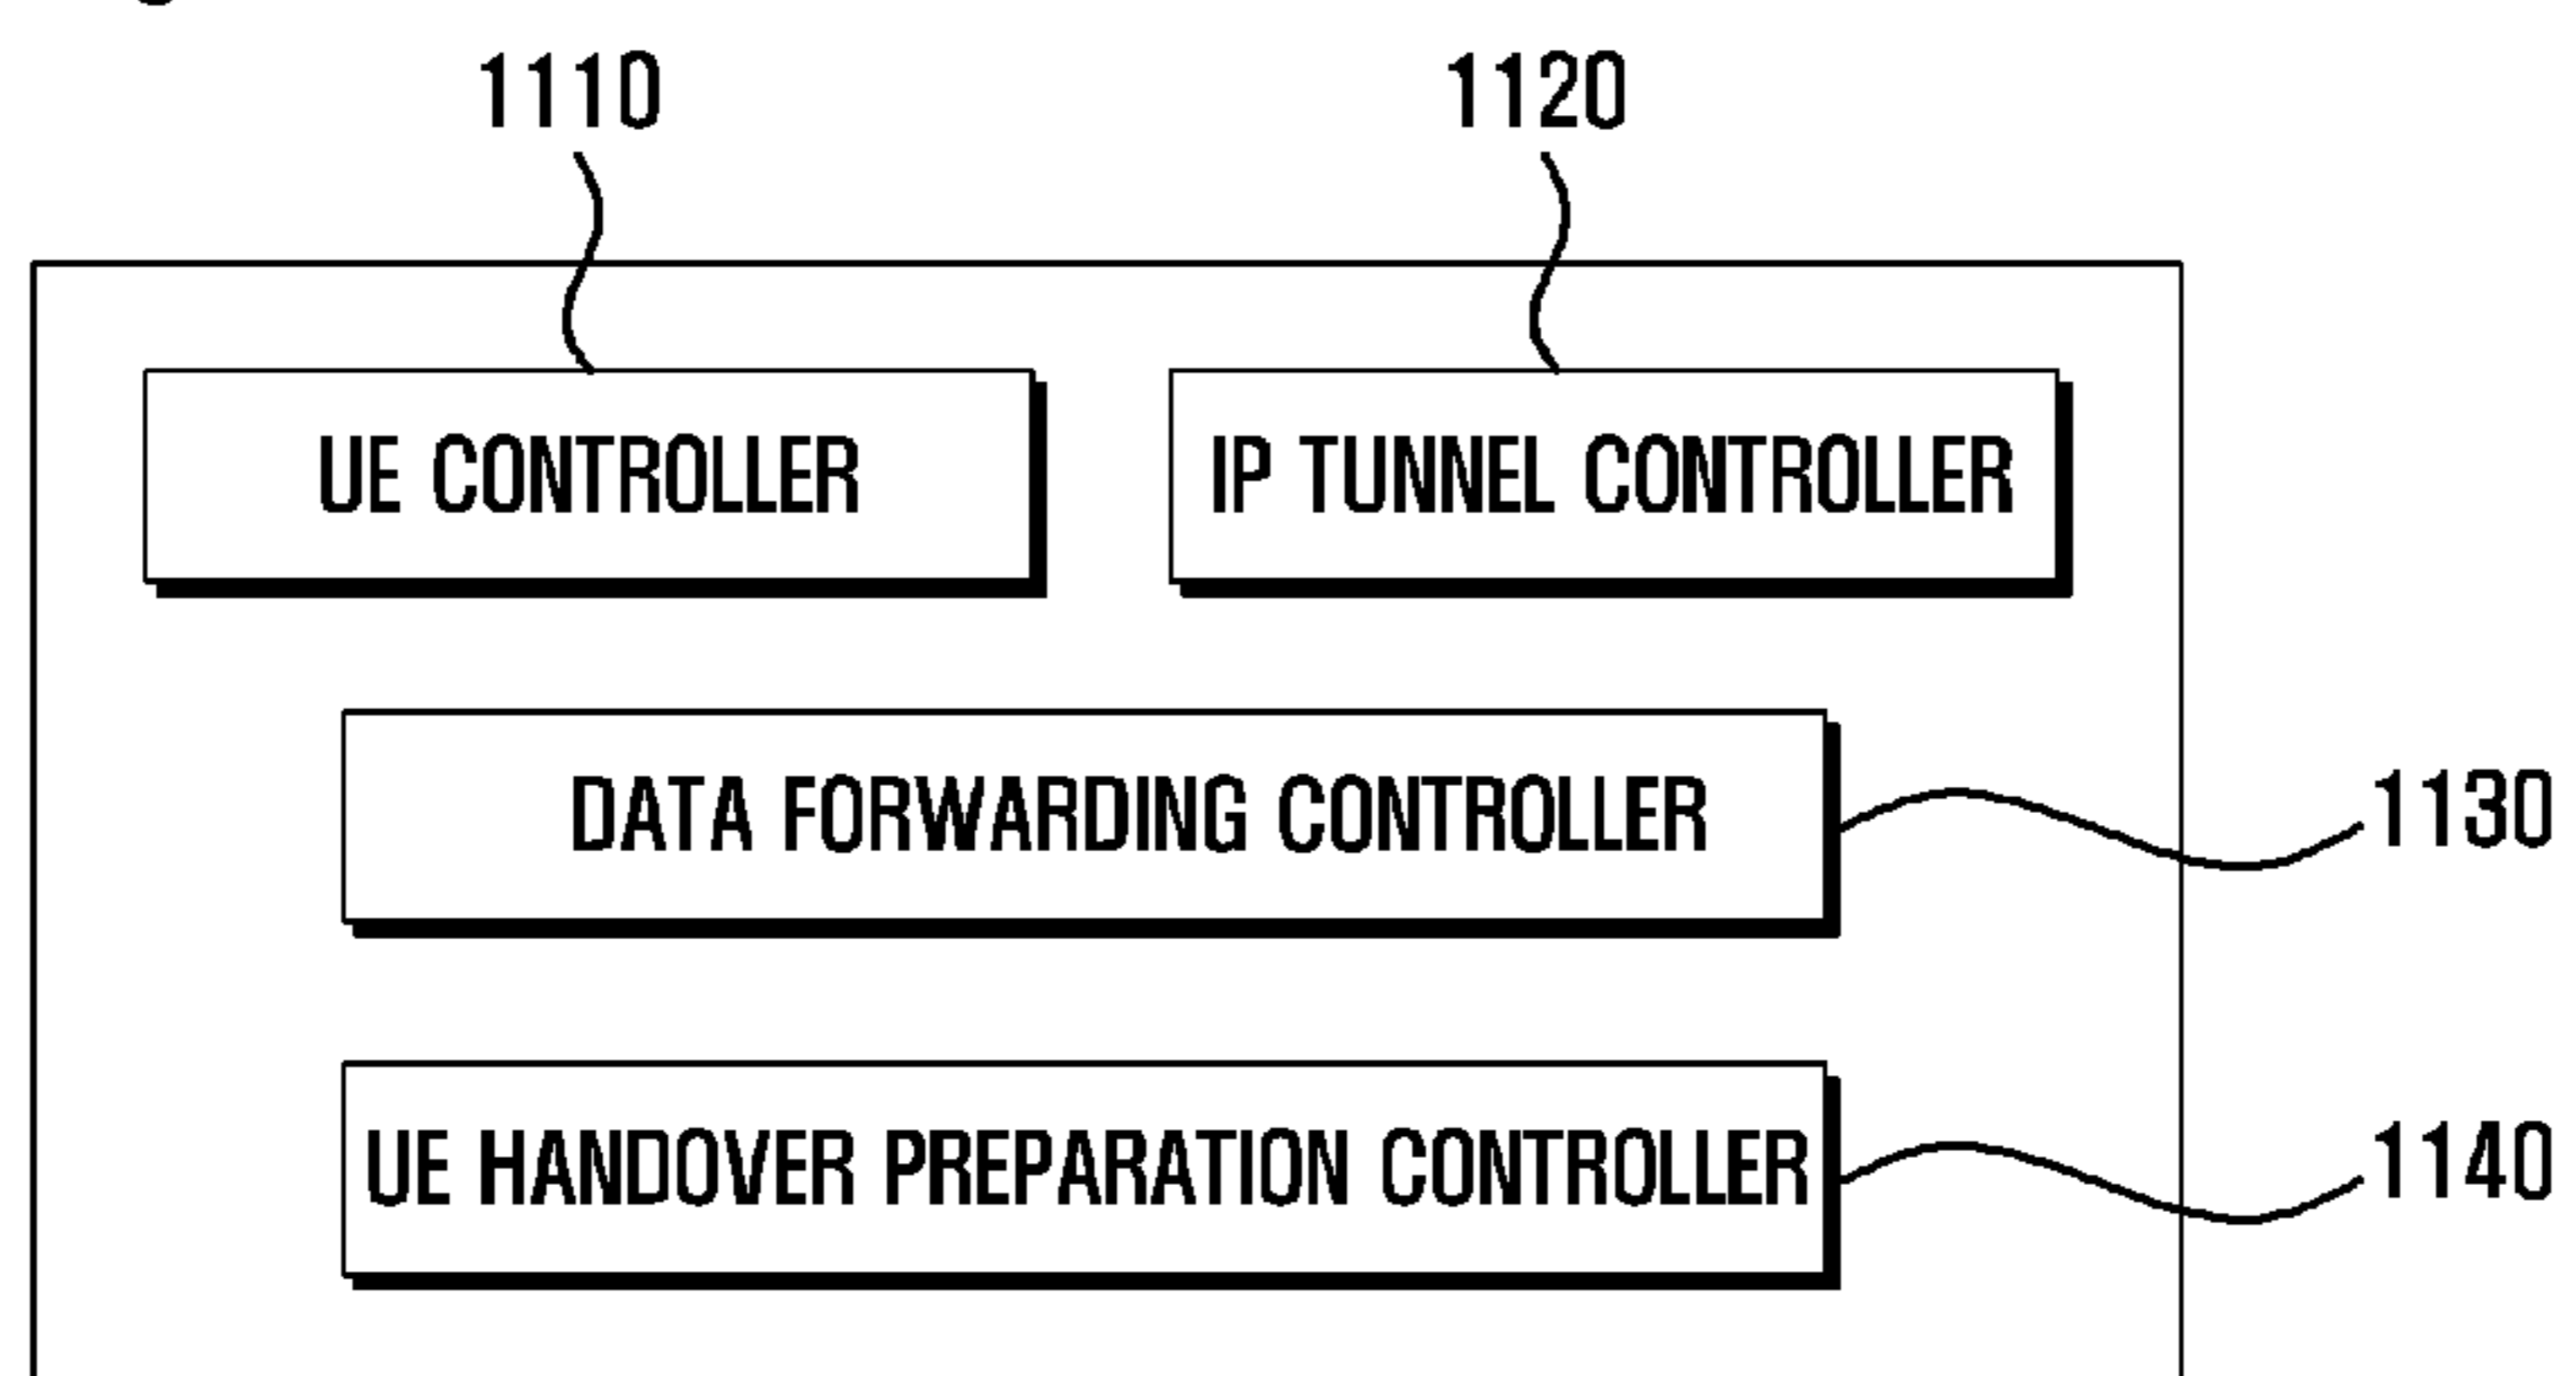 1110 1120
UE CONTROLLER IP TUNNEL CONTROLLER
DATA FORWARDING CONTROLLER 1130
UE HANDOVER PREPARATION CONTROLLER 1140